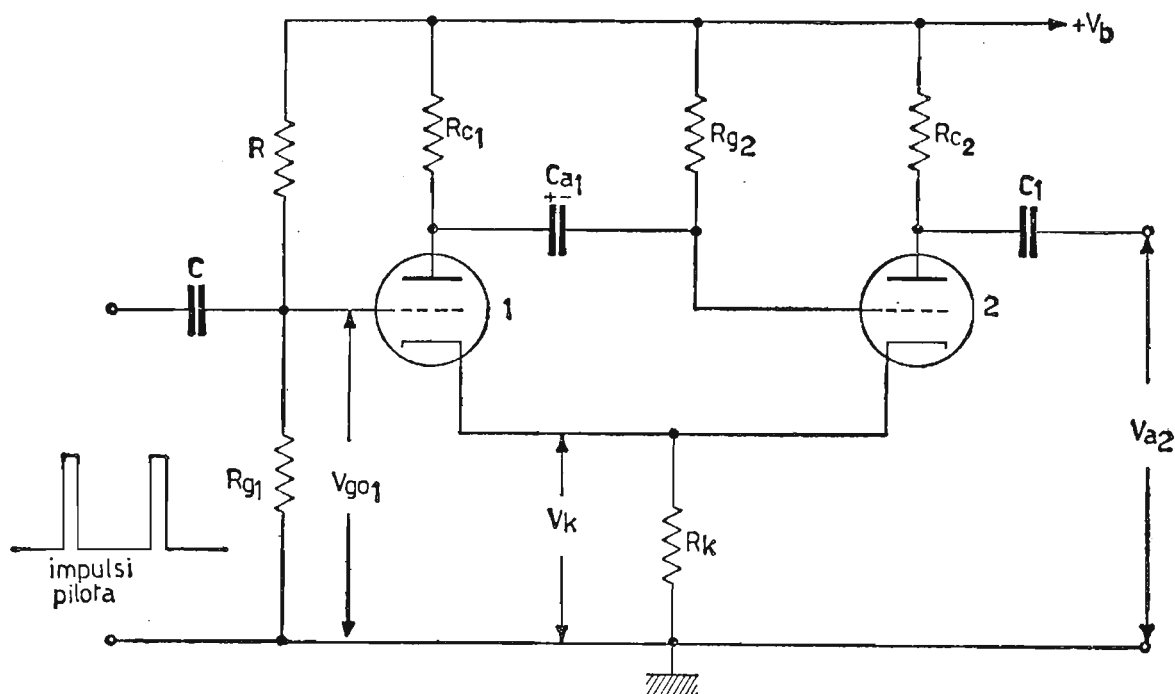 +Vb
R
Rc1
Rg2
Rc2
Ca1
+ -
C1
C
1
2
Rg1
Vgo1
Vk
Rk
Va2
impulsi
pilota